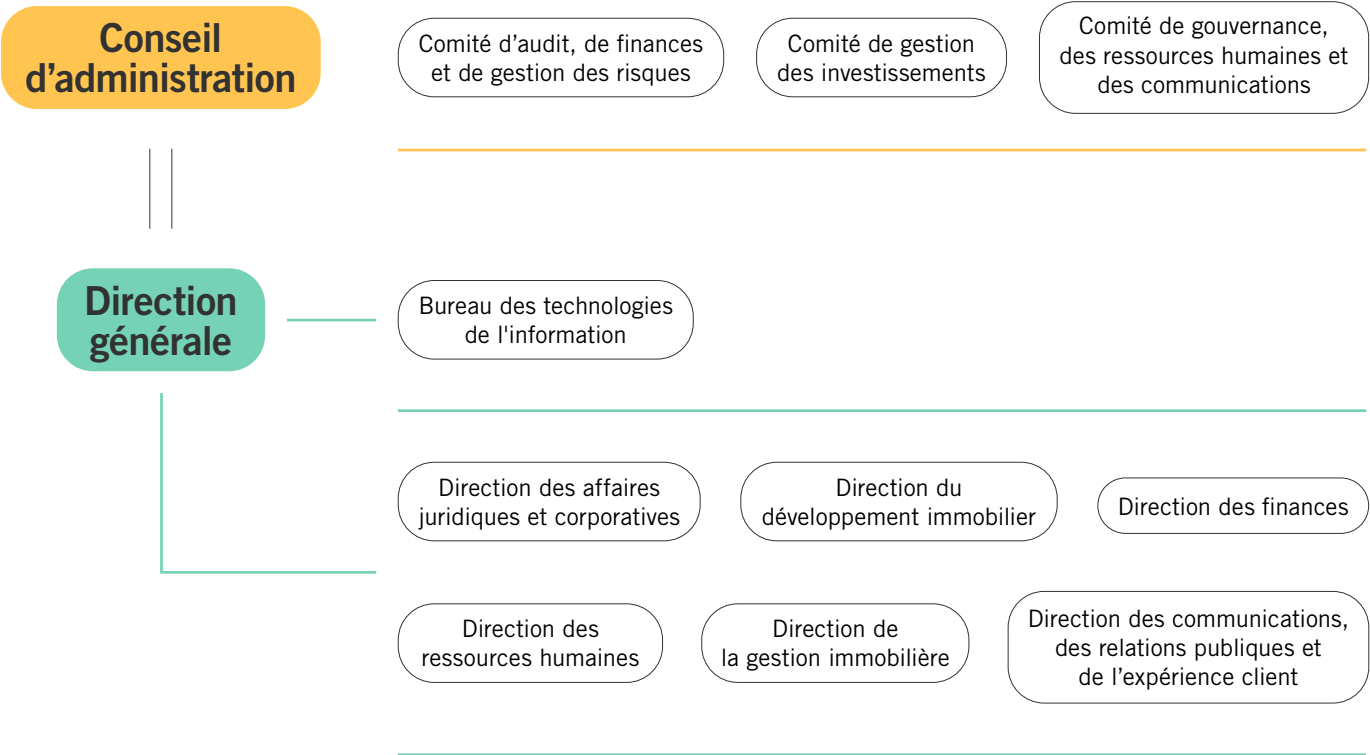 Conseil
d'administration
Comité d’audit, de finances
et de gestion des risques
Comité de gestion
des investissements
Comité de gouvernance,
des ressources humaines et
des communications
Direction
générale
Bureau des technologies
de l'information
Direction des affaires
juridiques et corporatives
Direction du
développement immobilier
Direction des finances
Direction des
ressources humaines
Direction de
la gestion immobilière
Direction des communications,
des relations publiques et
de l’expérience client